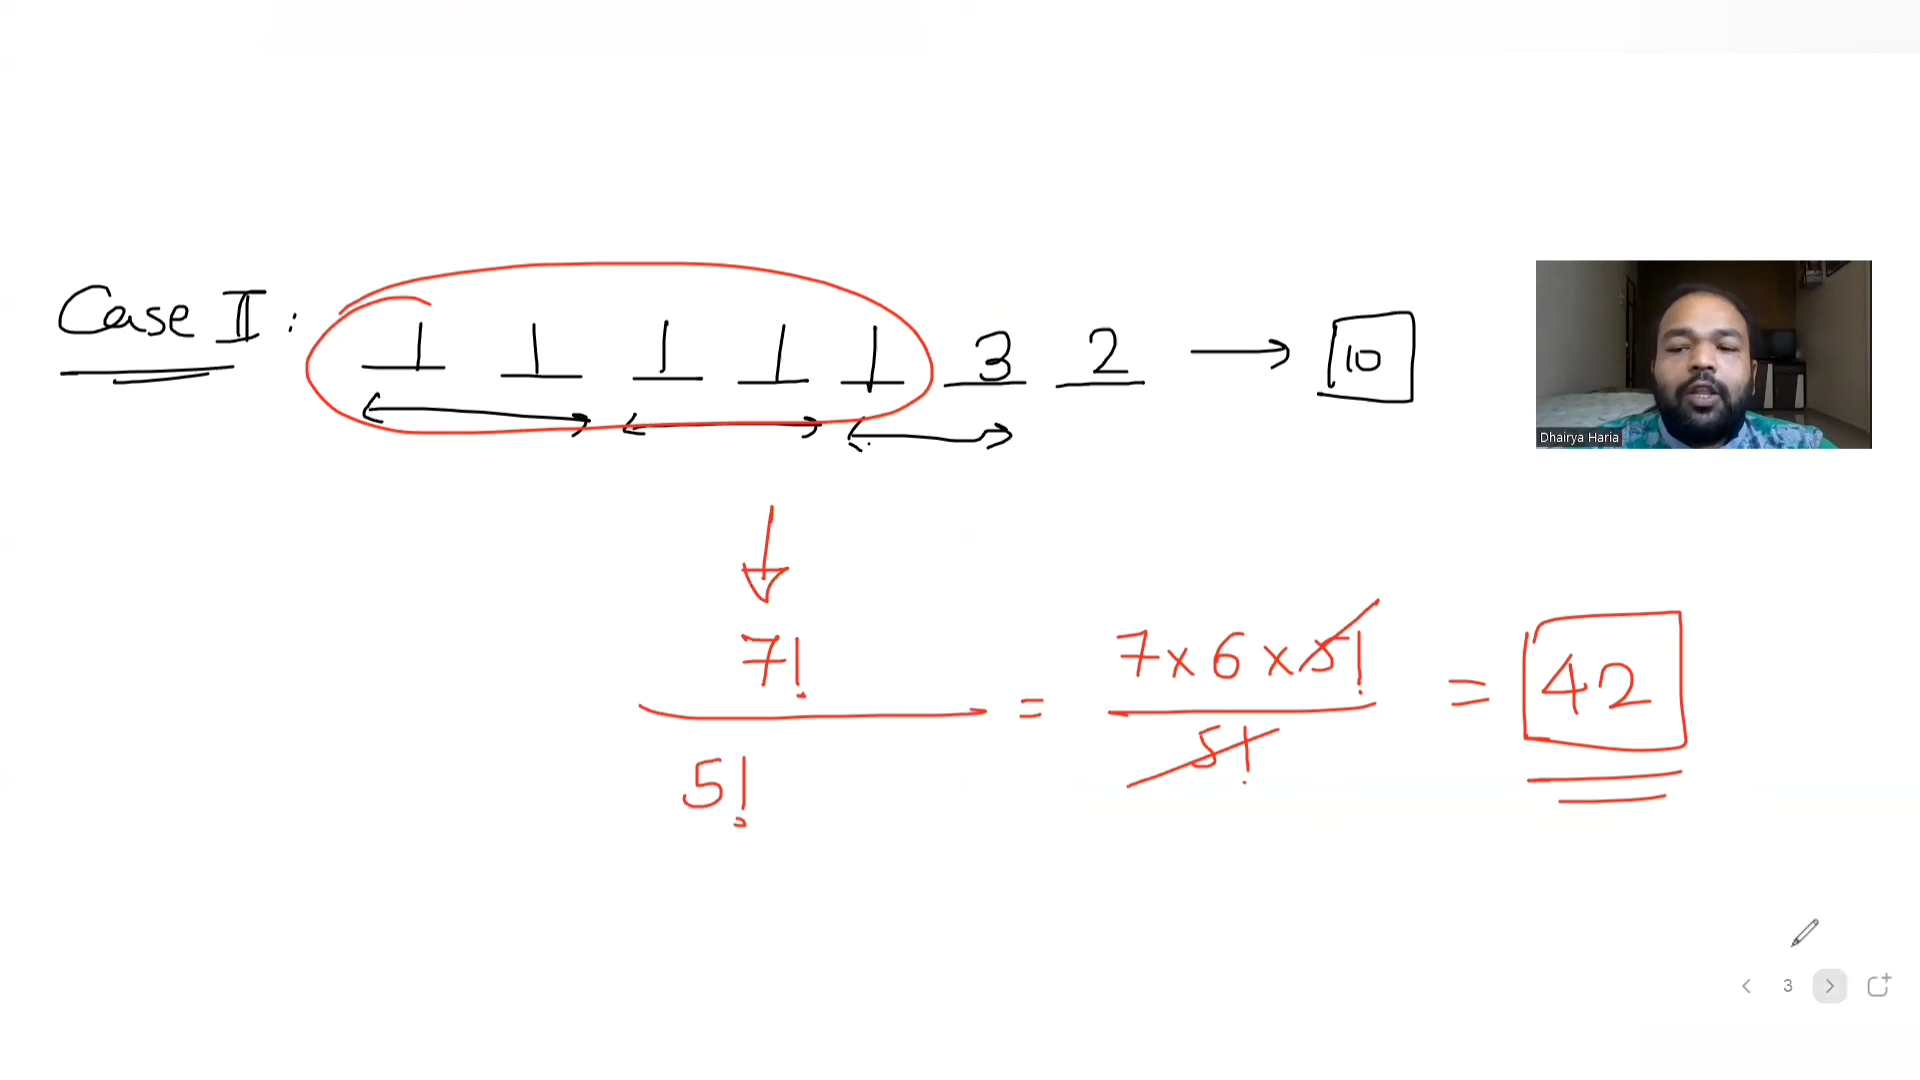 Case II : 1 1 1 1 1 3 2 → 10
Dhairya Haria
7! / 5! = 7 x 6 x 5! / 5! = 42
3